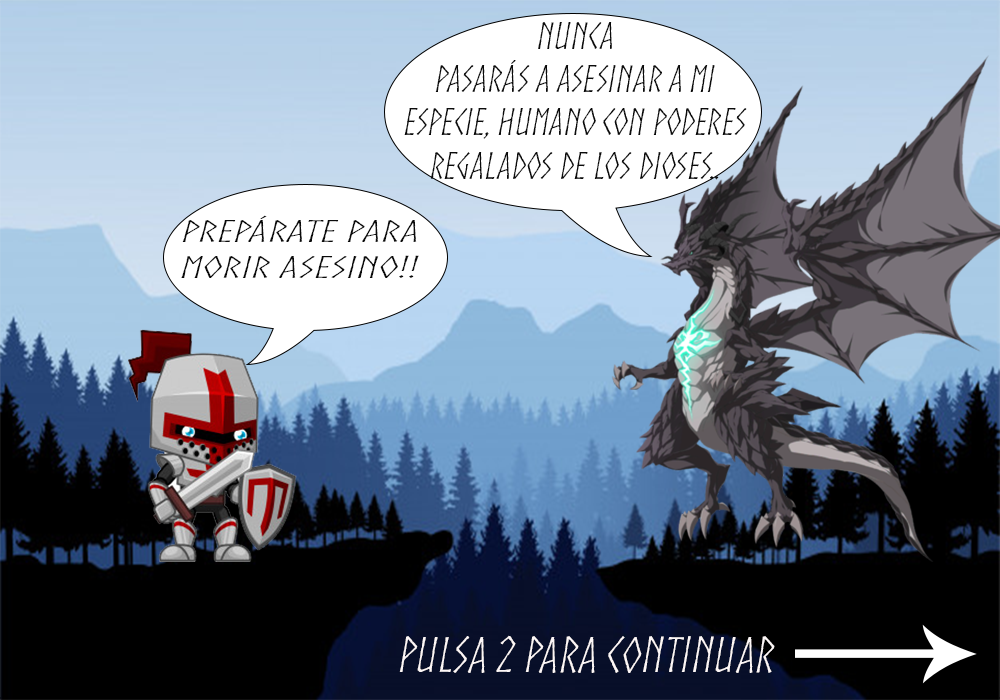 NUNCA
PASARÁS A ASESINAR A MI
ESPECIE, HUMANO CON PODERES
REGALADOS DE LOS DIOSES..
PREPÁRATE PARA
MORIR ASESINO!!
PULSA 2 PARA CONTINUAR